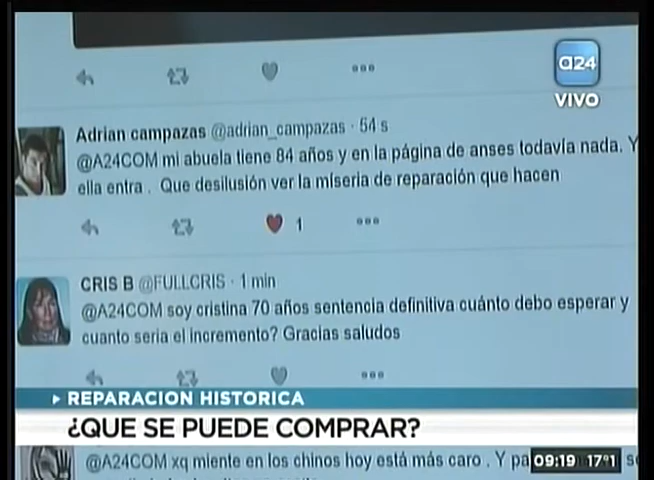 a24
VIVO
Adrian campazas @adrian_campazas · 54 s
@A24COM mi abuela tiene 84 años y en la página de anses todavía nada. Y
ella entra . Que desilusión ver la miseria de reparación que hacen
1
CRIS B @FULLCRIS · 1 min
@A24COM soy cristina 70 años sentencia definitiva cuánto debo esperar y
cuanto seria el incremento? Gracias saludos
REPARACION HISTORICA
¿QUE SE PUEDE COMPRAR?
@A24COM xq miente en los chinos hoy está más caro . Y
09:19 17°1